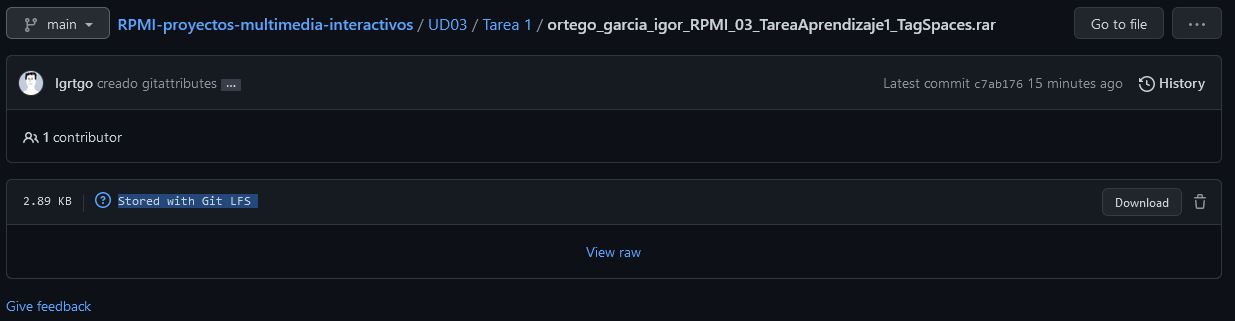 main RPMI-proyectos-multimedia-interactivos / UD03 / Tarea 1 / ortego_garcia_igor_RPMI_03_TareaAprendizaje1_TagSpaces.rar Go to file ...
Igrtgo creado gitattributes ... Latest commit c7ab176 15 minutes ago History
1 contributor
2.89 KB Stored with Git LFS Download
View raw
Give feedback